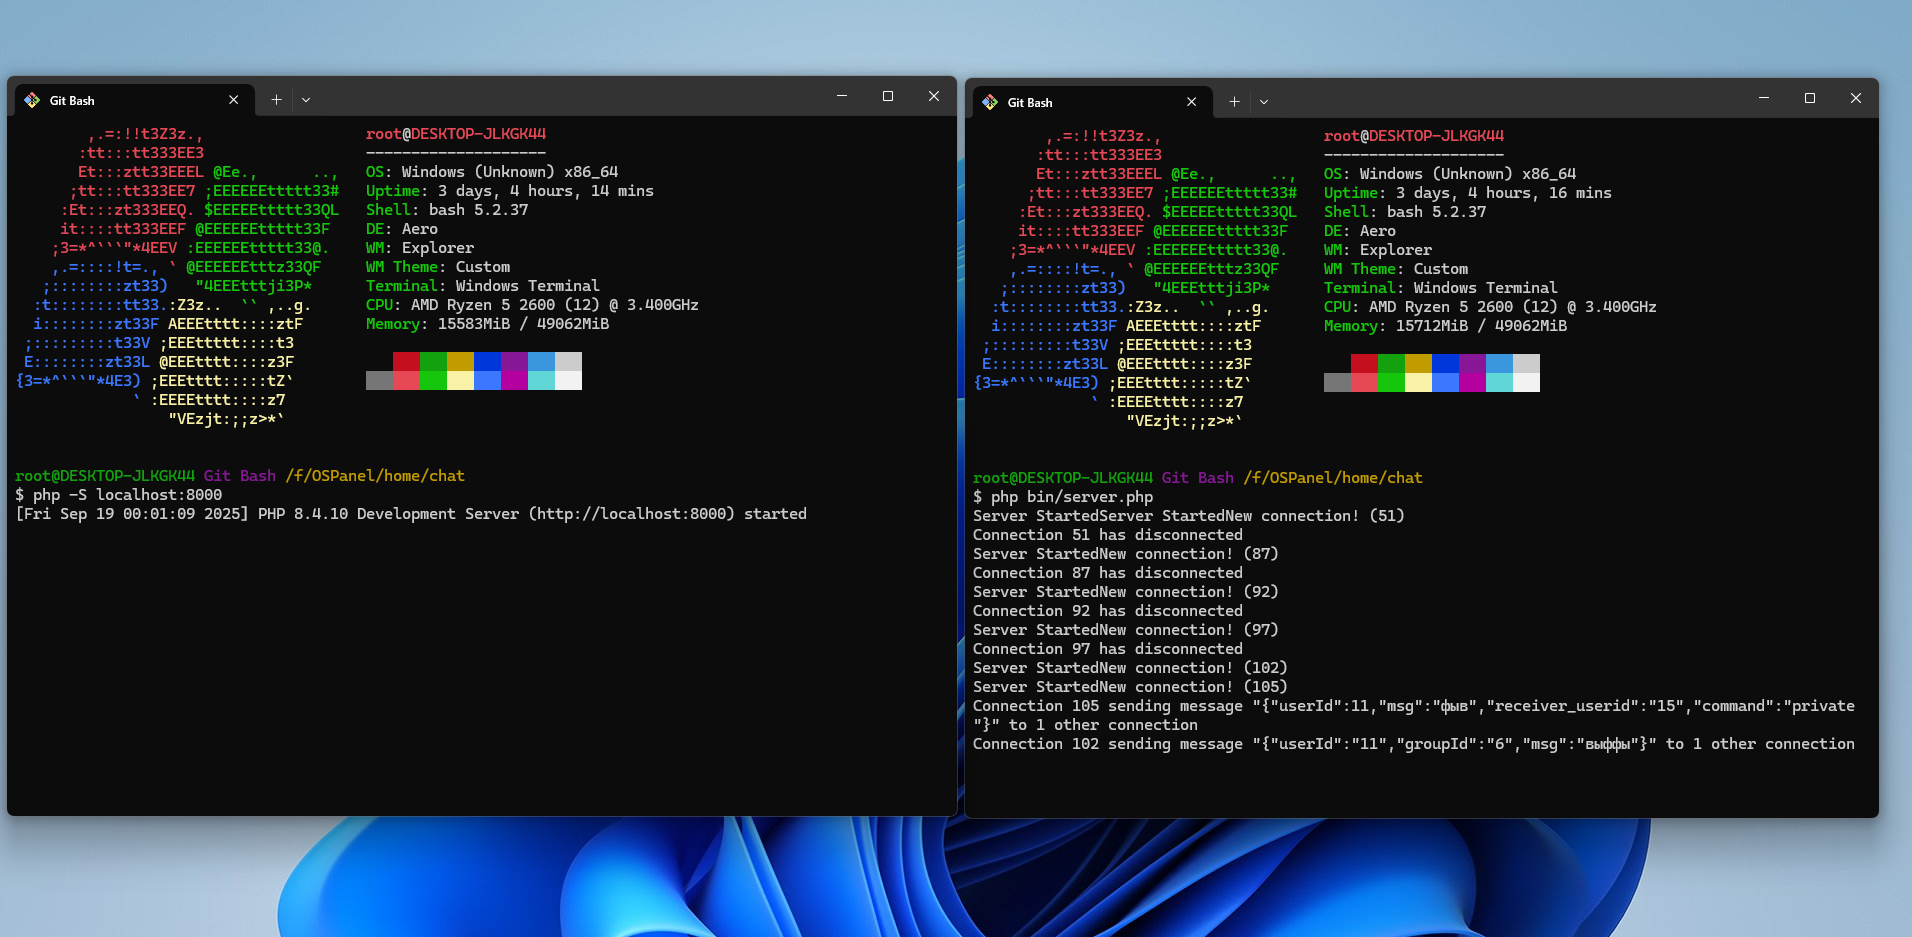 Git Bash
,.=:!!t3Z3z.,
:tt:::tt333EE3
Et:::ztt33EEEL @Ee., ..,
;tt:::tt333EE7 ;EEEEEEttttt33#
:Et:::zt333EEQ. $EEEEEttttt33QL
it::::tt333EEF @EEEEEEttttt33F
;3=*^```"*4EEV :EEEEEEttttt33@.
,.=::::!t=., ` @EEEEEEtttz33QF
;::::::::zt33) "4EEEtttji3P*
:t::::::::tt33.:Z3z.. `` ,..g.
i::::::::zt33F AEEEtttt::::ztF
;:::::::::t33V ;EEEttttt::::t3
E::::::::zt33L @EEEtttt::::z3F
{3=*^```"*4E3) ;EEEtttt:::::tZ`
` :EEEEtttt::::z7
"VEzjt:;;z>*`
root@DESKTOP-JLKGK44
--------------------
OS: Windows (Unknown) x86_64
Uptime: 3 days, 4 hours, 14 mins
Shell: bash 5.2.37
DE: Aero
WM: Explorer
WM Theme: Custom
Terminal: Windows Terminal
CPU: AMD Ryzen 5 2600 (12) @ 3.400GHz
Memory: 15583MiB / 49062MiB
root@DESKTOP-JLKGK44 Git Bash /f/OSPanel/home/chat
$ php -S localhost:8000
[Fri Sep 19 00:01:09 2025] PHP 8.4.10 Development Server (http://localhost:8000) started
Git Bash
,.=:!!t3Z3z.,
:tt:::tt333EE3
Et:::ztt33EEEL @Ee., ..,
;tt:::tt333EE7 ;EEEEEEttttt33#
:Et:::zt333EEQ. $EEEEEttttt33QL
it::::tt333EEF @EEEEEEttttt33F
;3=*^```"*4EEV :EEEEEEttttt33@.
,.=::::!t=., ` @EEEEEEtttz33QF
;::::::::zt33) "4EEEtttji3P*
:t::::::::tt33.:Z3z.. `` ,..g.
i::::::::zt33F AEEEtttt::::ztF
;:::::::::t33V ;EEEttttt::::t3
E::::::::zt33L @EEEtttt::::z3F
{3=*^```"*4E3) ;EEEtttt:::::tZ`
` :EEEEtttt::::z7
"VEzjt:;;z>*`
root@DESKTOP-JLKGK44
--------------------
OS: Windows (Unknown) x86_64
Uptime: 3 days, 4 hours, 16 mins
Shell: bash 5.2.37
DE: Aero
WM: Explorer
WM Theme: Custom
Terminal: Windows Terminal
CPU: AMD Ryzen 5 2600 (12) @ 3.400GHz
Memory: 15712MiB / 49062MiB
root@DESKTOP-JLKGK44 Git Bash /f/OSPanel/home/chat
$ php bin/server.php
Server StartedServer StartedNew connection! (51)
Connection 51 has disconnected
Server StartedNew connection! (87)
Connection 87 has disconnected
Server StartedNew connection! (92)
Connection 92 has disconnected
Server StartedNew connection! (97)
Connection 97 has disconnected
Server StartedNew connection! (102)
Server StartedNew connection! (105)
Connection 105 sending message "{"userId":11,"msg":"фыв","receiver_userid":"15","command":"private
"}" to 1 other connection
Connection 102 sending message "{"userId":"11","groupId":"6","msg":"выффы"}" to 1 other connection